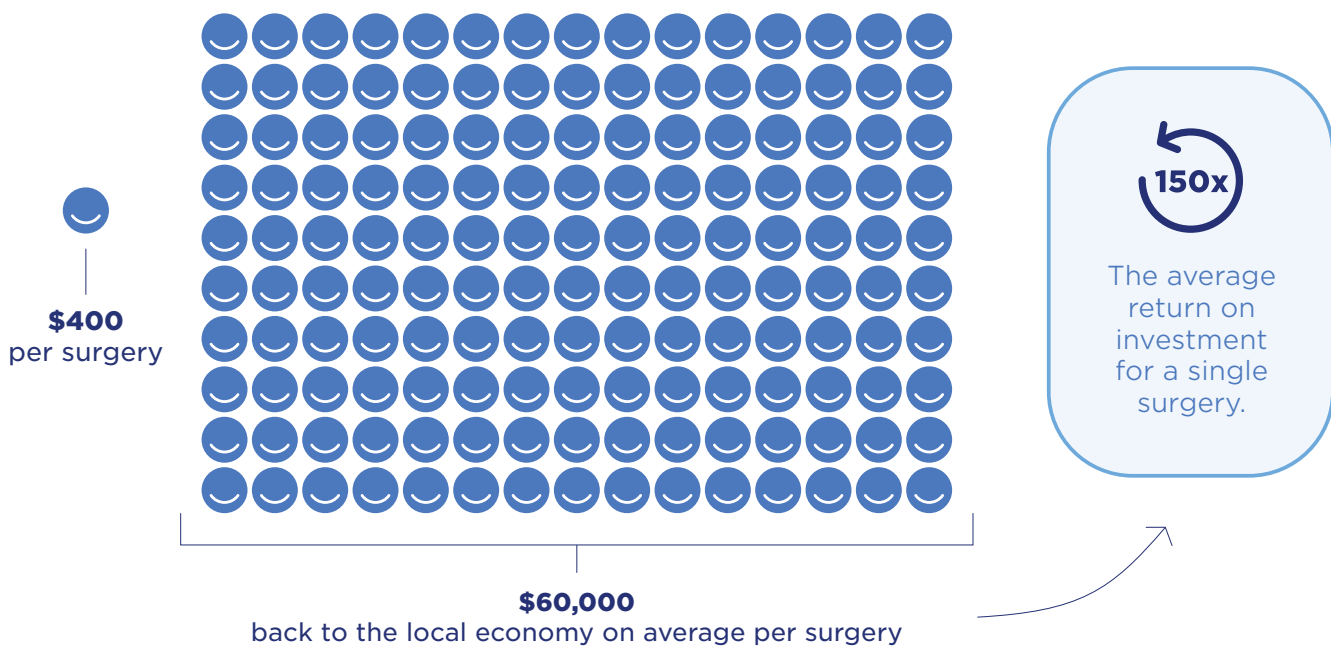 $400
per surgery
$60,000
back to the local economy on average per surgery
150x
The average
return on
investment
for a single
surgery.